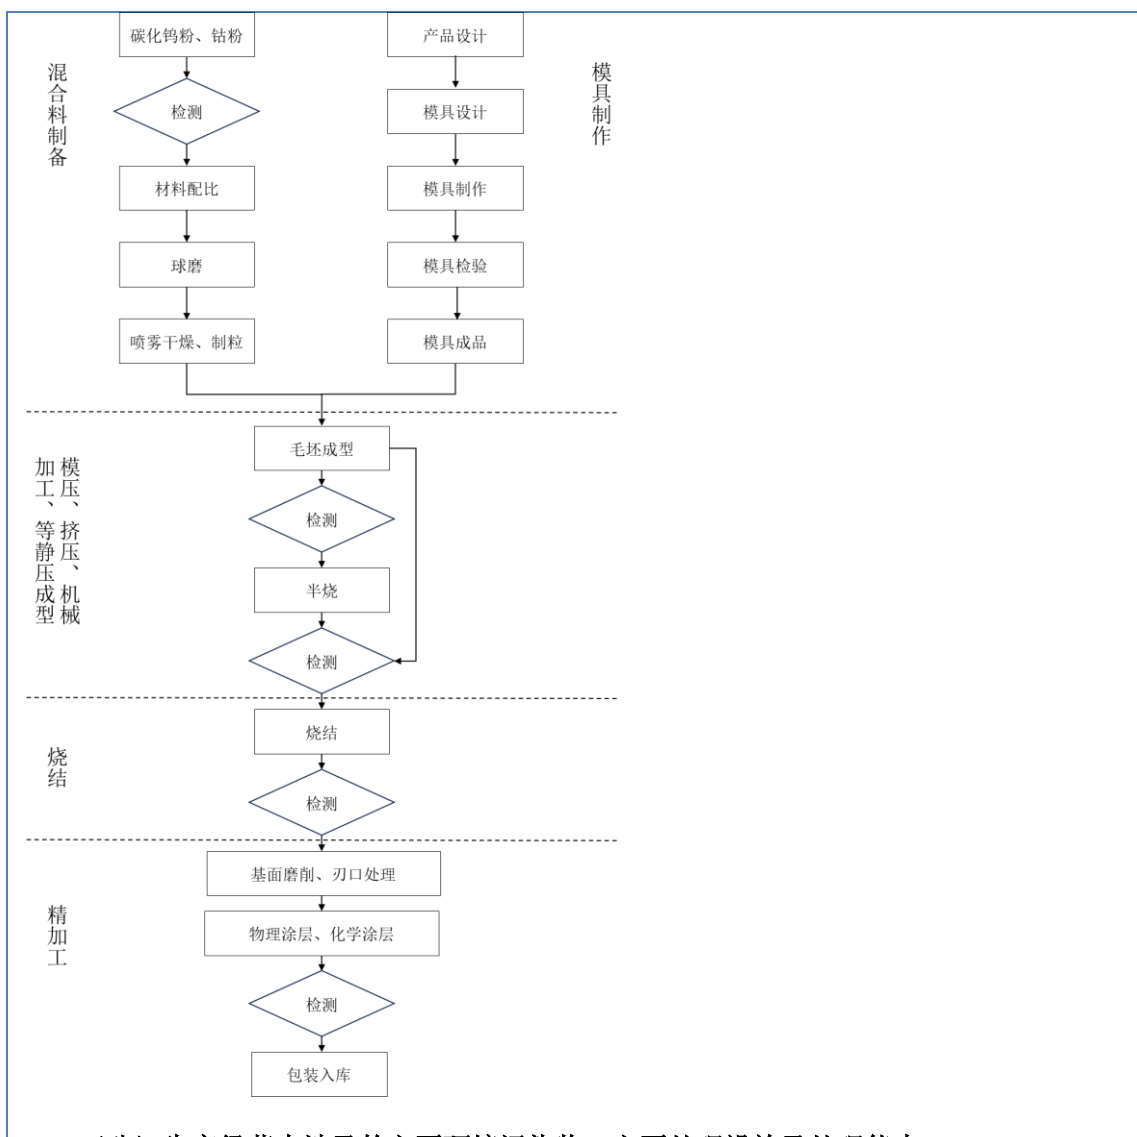 混合料制备
碳化钨粉、钴粉
检测
材料配比
球磨
喷雾干燥、制粒
模具制作
产品设计
模具设计
模具制作
模具检验
模具成品
模压、挤压、机械
加工、等静压成型
毛坯成型
检测
半烧
检测
烧结
烧结
检测
精加工
基面磨削、刃口处理
物理涂层、化学涂层
检测
包装入库